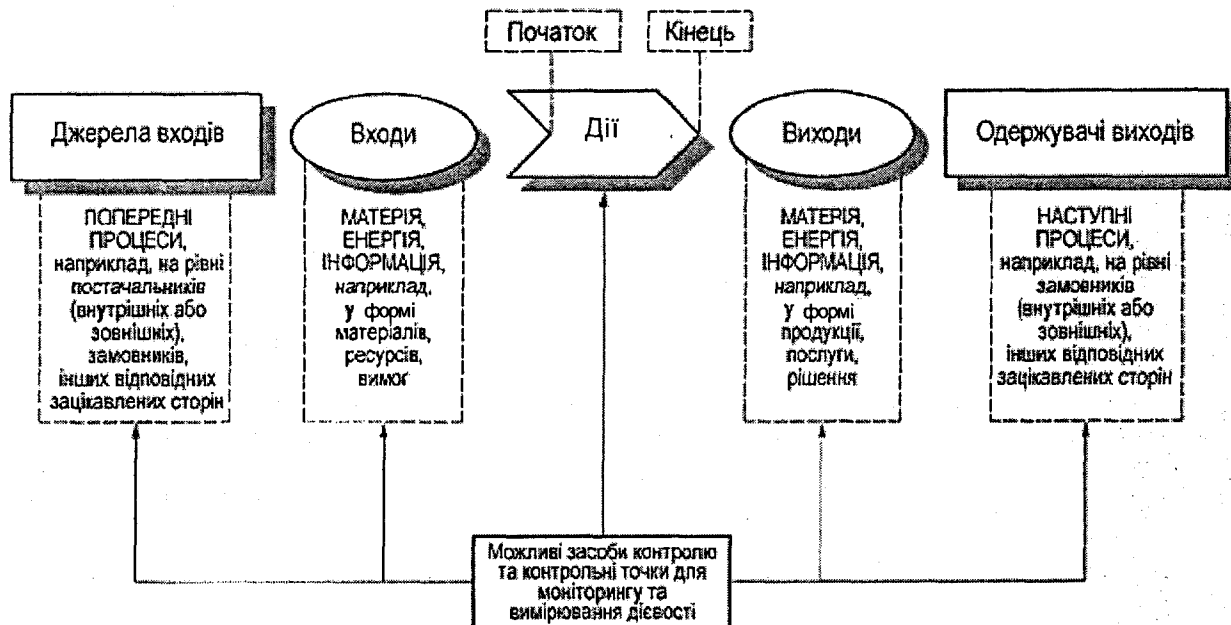 Початок
Кінець
Джерела входів
Входи
Дії
Виходи
Одержувачі виходів
ПОПЕРЕДНІ
ПРОЦЕСИ,
наприклад, на рівні
постачальників
(внутрішніх або
зовнішніх),
замовників,
інших відповідних
зацікавлених сторін
МАТЕРІЯ,
ЕНЕРГІЯ,
ІНФОРМАЦІЯ,
наприклад,
у формі
матеріалів,
ресурсів,
вимог
МАТЕРІЯ,
ЕНЕРГІЯ,
ІНФОРМАЦІЯ,
наприклад,
у формі
продукції,
послуги,
рішення
НАСТУПНІ
ПРОЦЕСИ,
наприклад, на рівні
замовників
(внутрішніх або
зовнішніх),
інших відповідних
зацікавлених сторін
Можливі засоби контролю
та контрольні точки для
моніторингу та
вимірювання дієвості